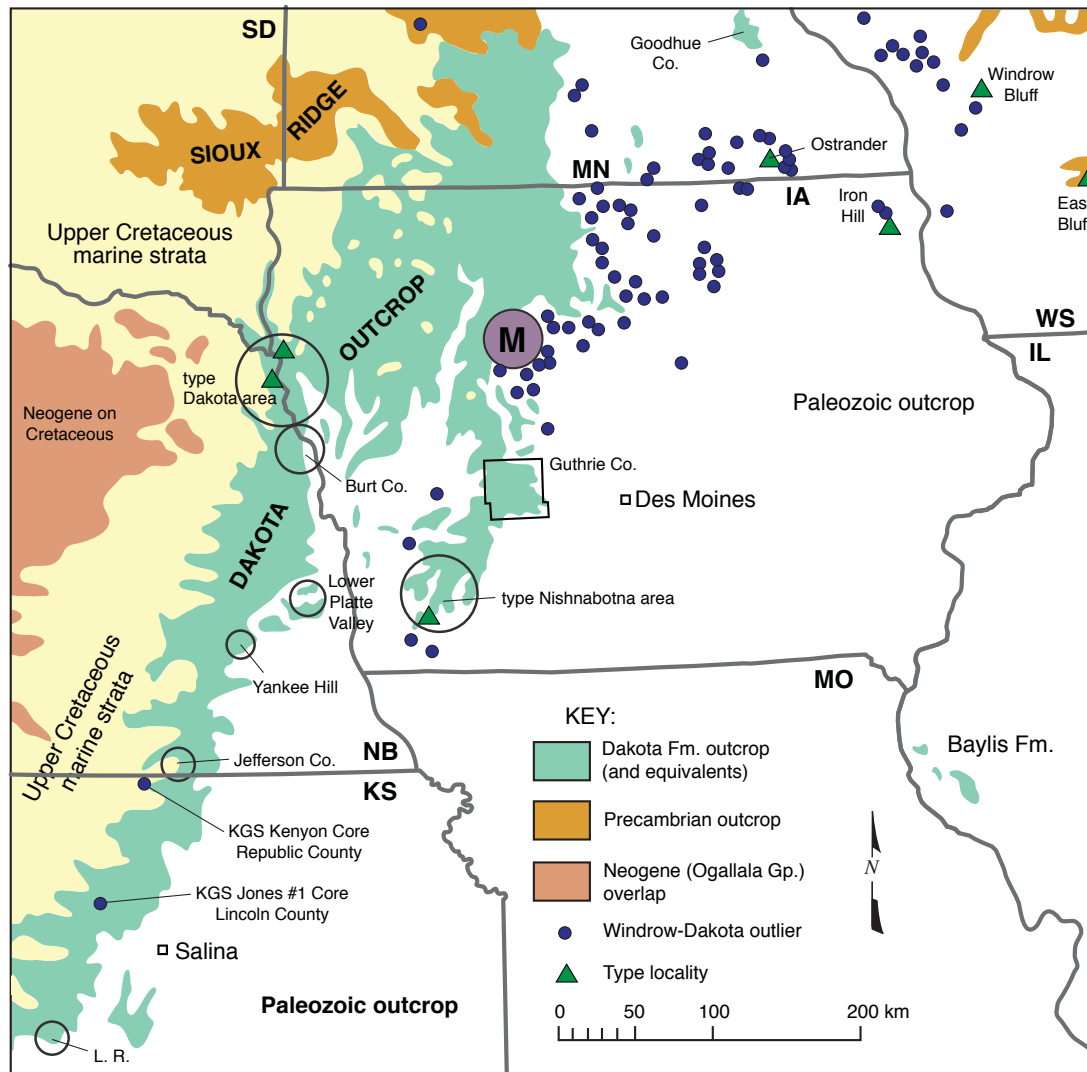 SD
Goodhue
Co.
Windrow
Bluff
SIOUX
RIDGE
Ostrander
MN
IA
Iron
Hill
East
Bluff
Upper Cretaceous
marine strata
OUTCROP
M
WS
IL
type
Dakota area
Neogene on
Cretaceous
Paleozoic outcrop
Burt Co.
Guthrie Co.
Des Moines
DAKOTA
Lower
Platte
Valley
type Nishnabotna area
Yankee Hill
MO
Upper Cretaceous
marine strata
Jefferson Co.
NB
KS
KEY:
Dakota Fm. outcrop
(and equivalents)
Precambrian outcrop
Neogene (Ogallala Gp.)
overlap
Windrow-Dakota outlier
Type locality
0 50 100 200 km
N
Baylis Fm.
KGS Kenyon Core
Republic County
KGS Jones #1 Core
Lincoln County
Salina
Paleozoic outcrop
L. R.